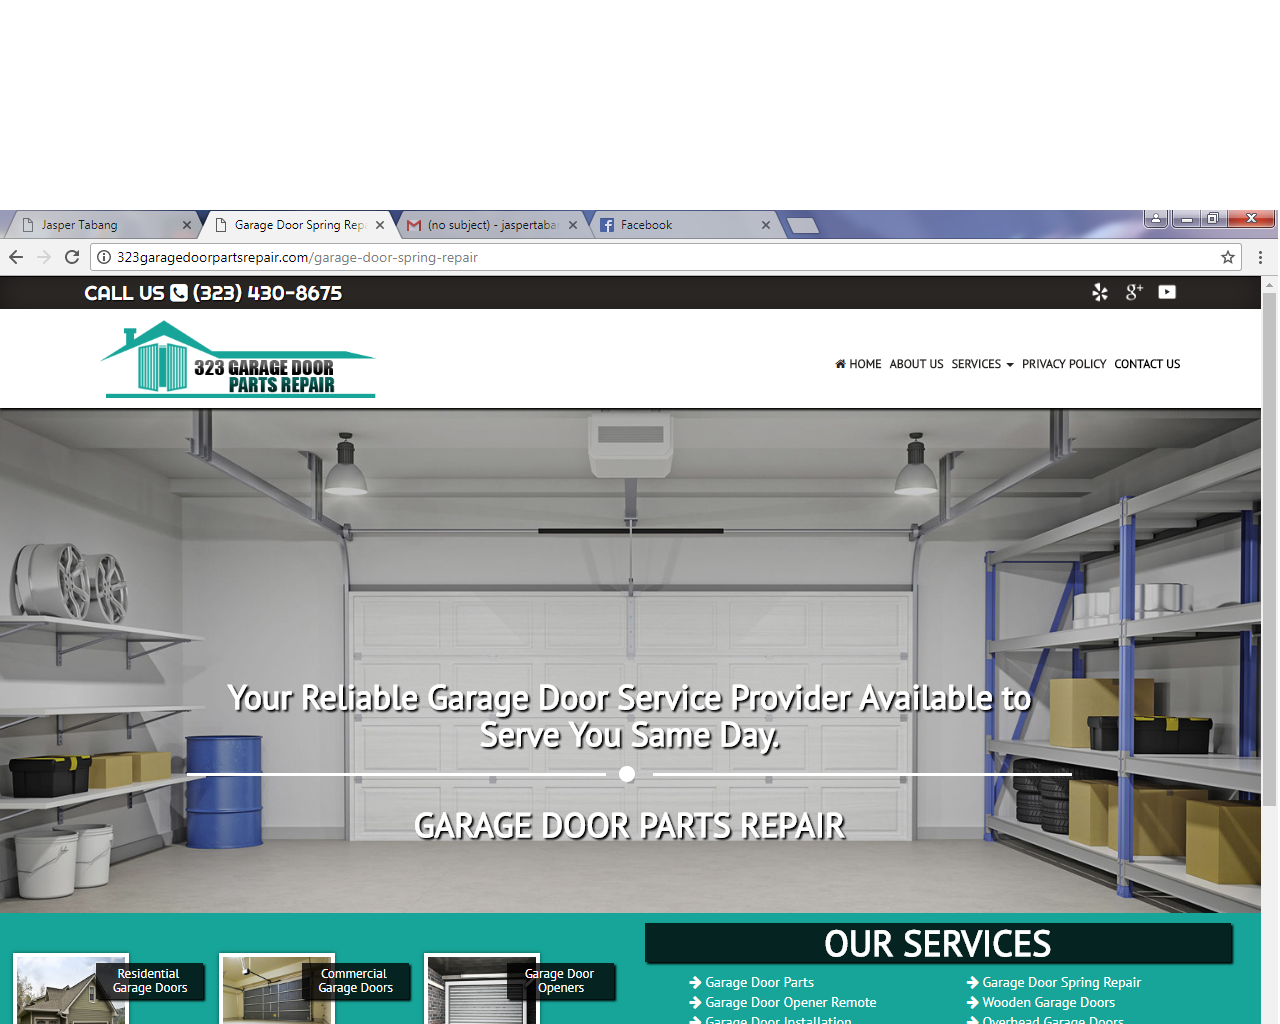 Jasper Tabang
Garage Door Spring Rep
(no subject) - jaspertaba
Facebook
323garagedoorpartsrepair.com/garage-door-spring-repair
CALL US (323) 430-8675
g+
323 GARAGE DOOR
PARTS REPAIR
HOME ABOUT US SERVICES PRIVACY POLICY CONTACT US
Your Reliable Garage Door Service Provider Available to
Serve You Same Day.
GARAGE DOOR PARTS REPAIR
Residential
Garage Doors
Commercial
Garage Doors
Garage Door
Openers
OUR SERVICES
Garage Door Parts
Garage Door Spring Repair
Garage Door Opener Remote
Wooden Garage Doors
Garage Door Installation
Overhead Garage Doors